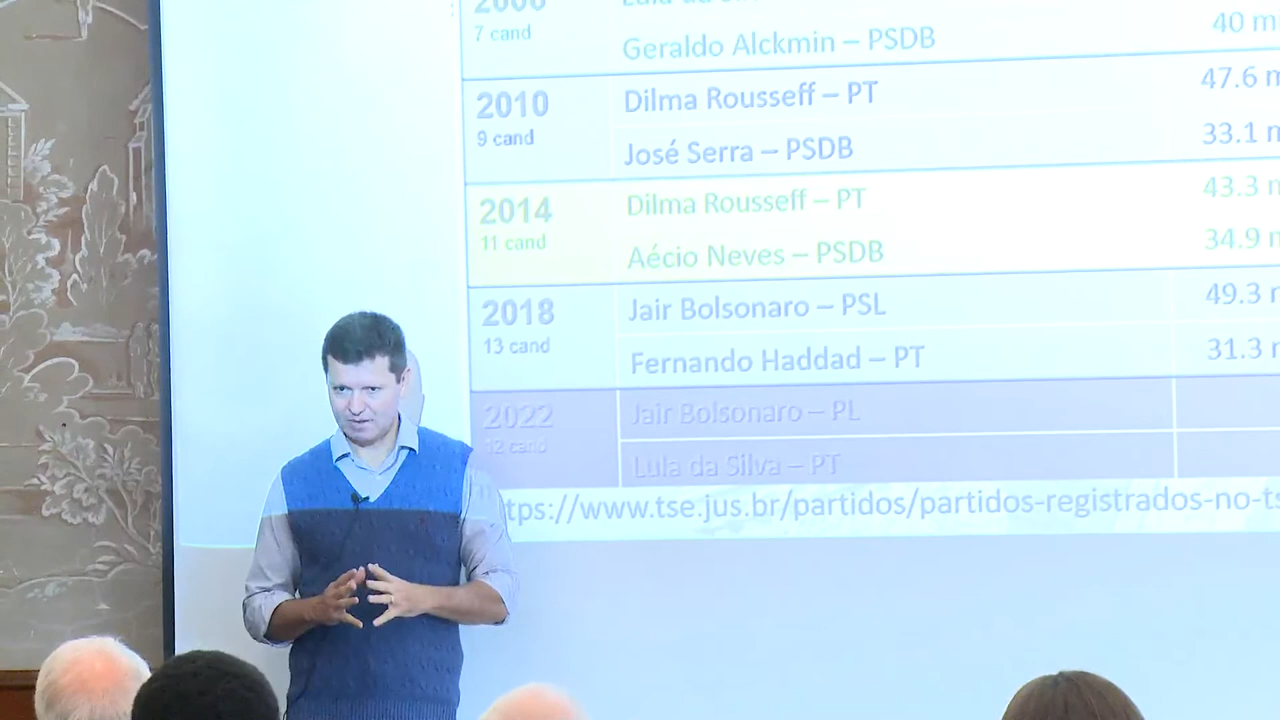 7 cand
40 m
Geraldo Alckmin – PSDB
2010
9 cand
Dilma Rousseff – PT
47.6 m
José Serra – PSDB
33.1 m
2014
11 cand
Dilma Rousseff – PT
43.3 m
Aécio Neves – PSDB
34.9 m
2018
13 cand
Jair Bolsonaro – PSL
49.3 m
Fernando Haddad – PT
31.3 m
2022
12 cand
Jair Bolsonaro – PL
Lula da Silva – PT
tps://www.tse.jus.br/partidos/partidos-registrados-no-ts